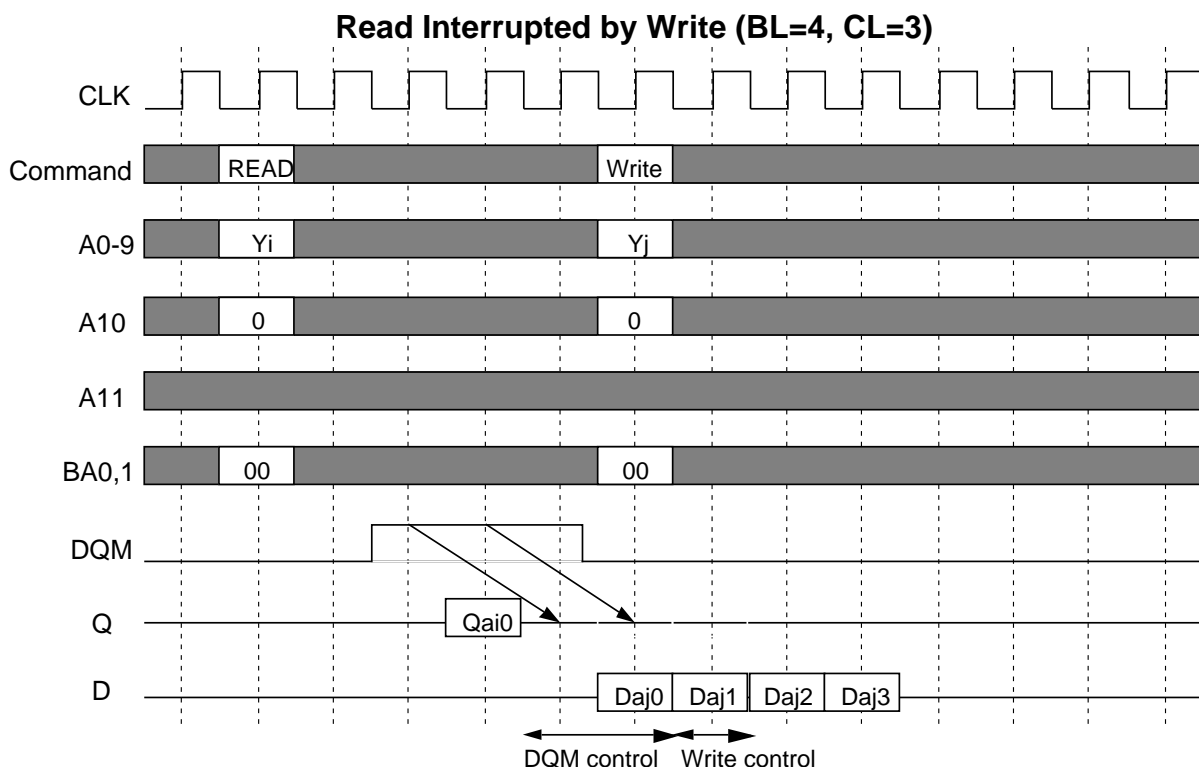 Read Interrupted by Write (BL=4, CL=3)
CLK
Command READ Write
A0-9 Yi Yj
A10 0 0
A11
BA0,1 00 00
DQM
Q Qai0
D Daj0 Daj1 Daj2 Daj3
DQM control Write control